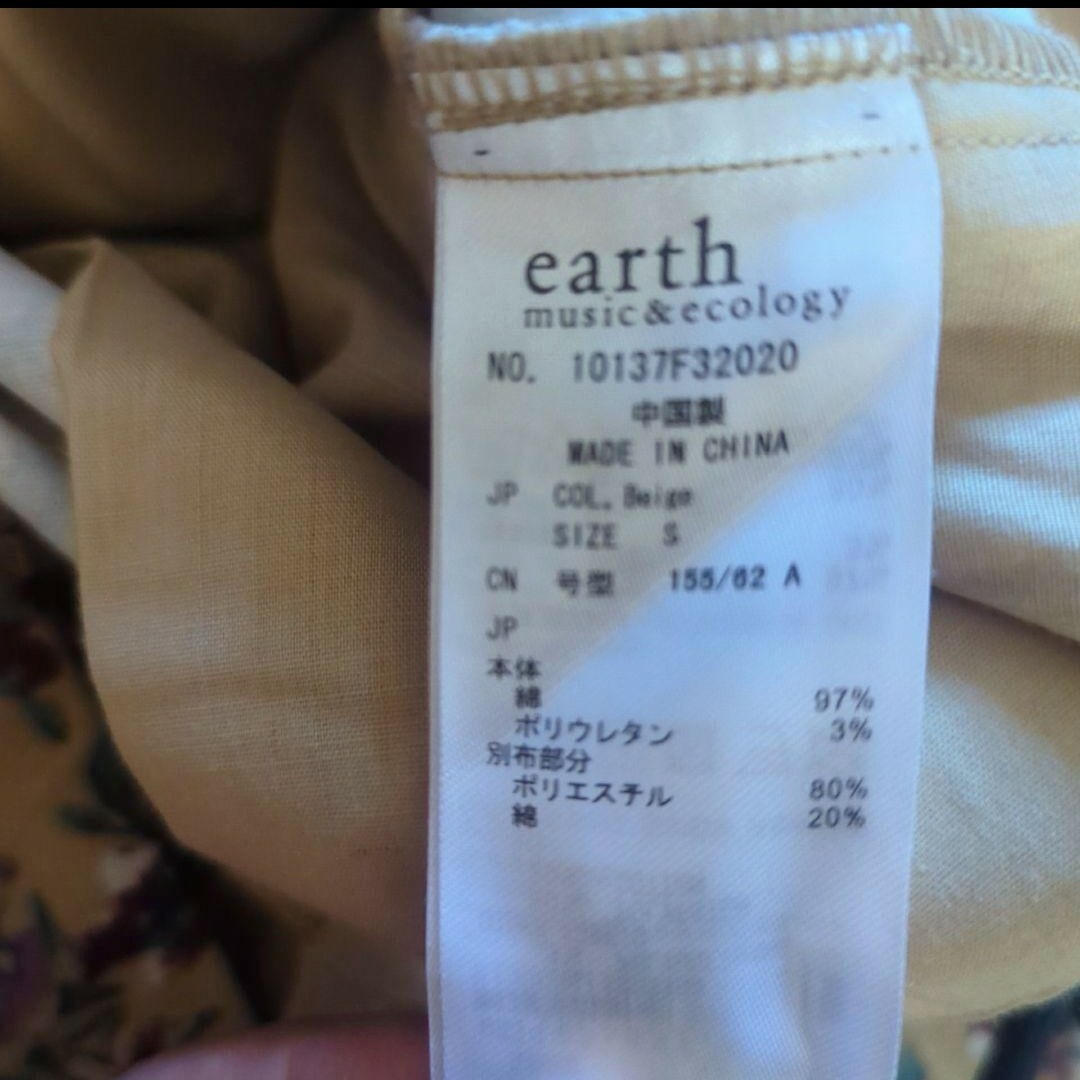 earth
music&ecology
NO. 10137F32020
中国製
MADE IN CHINA
JP COL. Beige
SIZE S
CN 号型 155/62 A
JP
本体
綿 97%
ポリウレタン 3%
別布部分
ポリエステル 80%
綿 20%